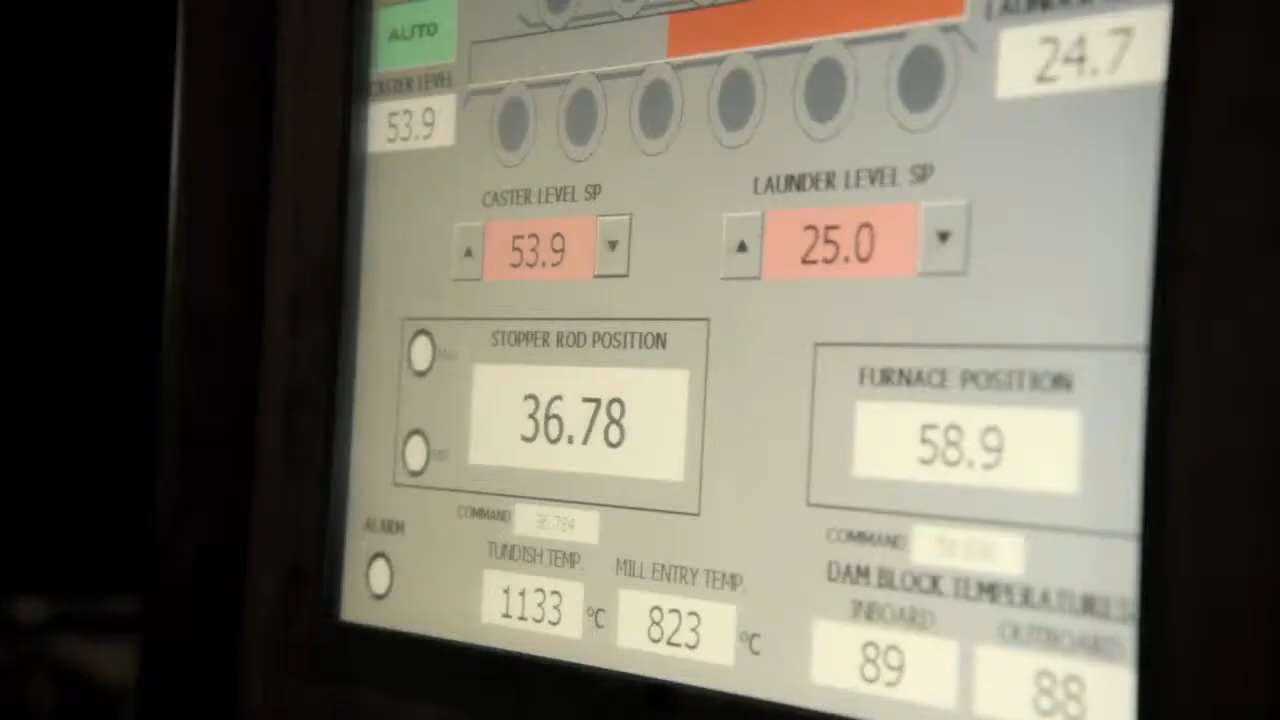 AUTO
CASTER LEVEL
53.9
24.7
CASTER LEVEL SP
53.9
LAUNDER LEVEL SP
25.0
STOPPER ROD POSITION
36.78
COMMAND 36.784
FURNACE POSITION
58.9
COMMAND
ALARM
TUNDISH TEMP.
1133 °C
MILL ENTRY TEMP.
823 °C
DAM BLOCK TEMPERATURES
INBOARD
89
OUTBOARD
88